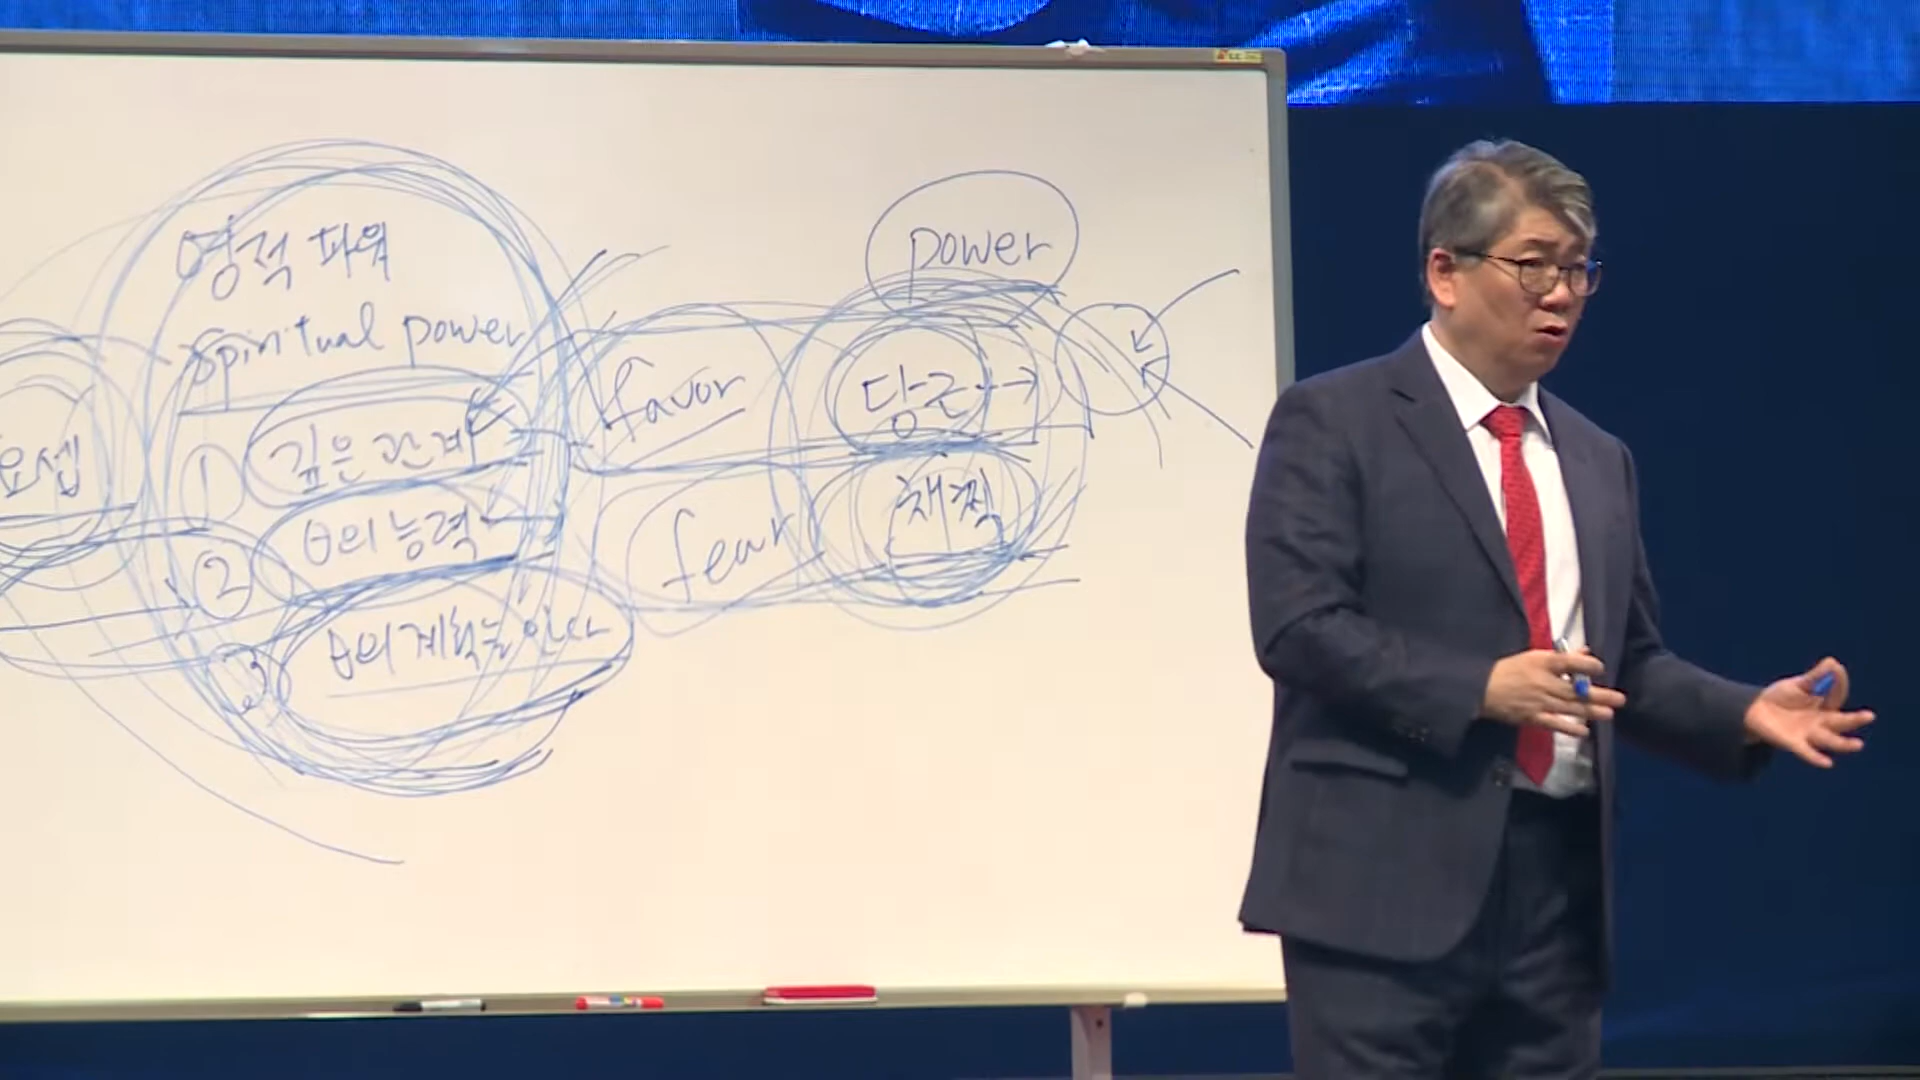 영적 파워
Spiritual power
요셉
① 깊은 관계
② θ의 능력
③ θ의 계획을 안다
power
favor
당근
fear
채찍